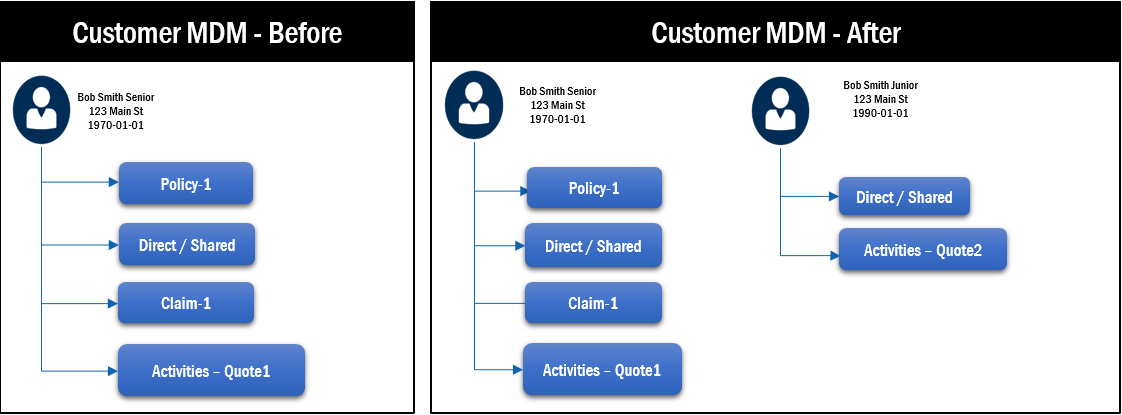 Customer MDM - Before
Bob Smith Senior
123 Main St
1970-01-01
Policy-1
Direct / Shared
Claim-1
Activities – Quote1
Customer MDM - After
Bob Smith Senior
123 Main St
1970-01-01
Policy-1
Direct / Shared
Claim-1
Activities – Quote1
Bob Smith Junior
123 Main St
1990-01-01
Direct / Shared
Activities – Quote2